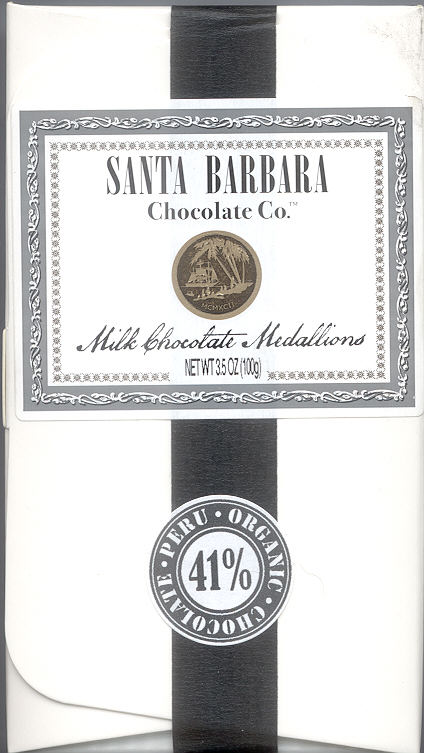 SANTA BARBARA
Chocolate Co.™
MCMXCII
Milk Chocolate Medallions
NET WT 3.5 OZ (100g)
PERU • ORGANIC • CHOCOLATE •
41%